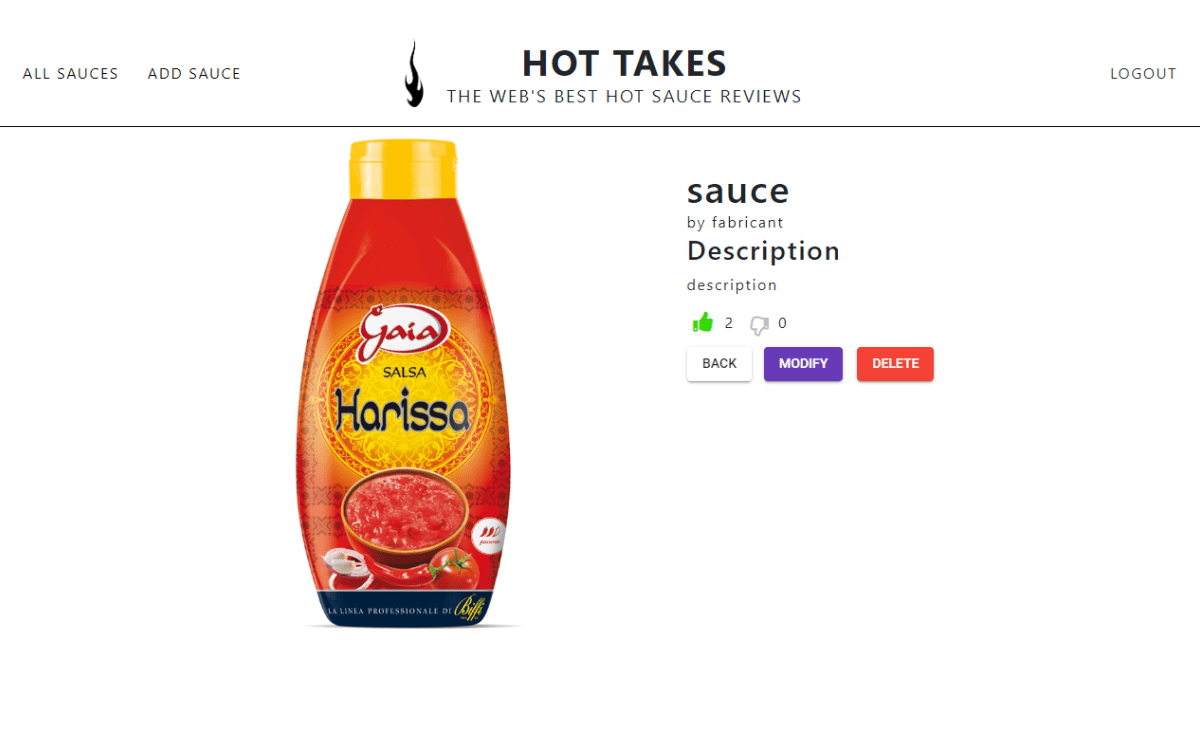 ALL SAUCES
ADD SAUCE
HOT TAKES
THE WEB'S BEST HOT SAUCE REVIEWS
LOGOUT
Gaia
SALSA
Harissa
LA LINEA PROFESSIONALE DI Biffi
sauce
by fabricant
Description
description
2 0
BACK MODIFY DELETE